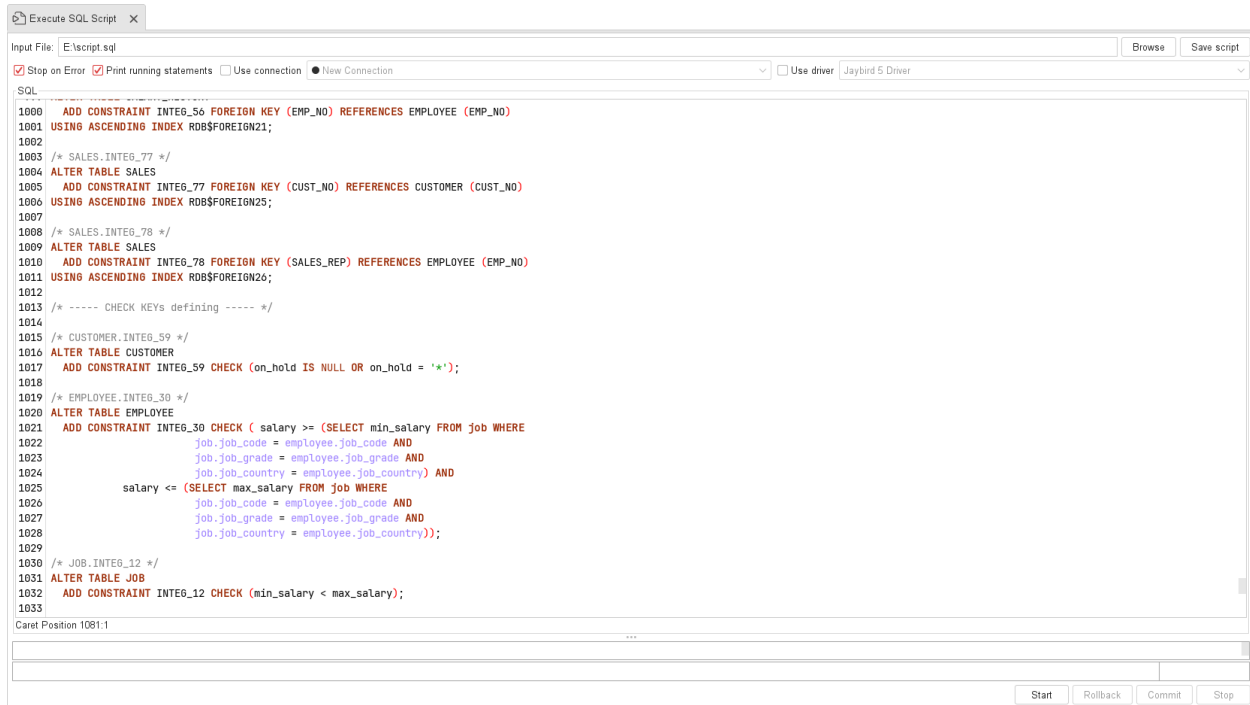 Execute SQL Script
Input File: E:\script.sql Browse Save script
Stop on Error Print running statements Use connection New Connection Use driver Jaybird 5 Driver
SQL
1000 ADD CONSTRAINT INTEG_56 FOREIGN KEY (EMP_NO) REFERENCES EMPLOYEE (EMP_NO)
1001 USING ASCENDING INDEX RDB$FOREIGN21;
1002
1003 /* SALES.INTEG_77 */
1004 ALTER TABLE SALES
1005 ADD CONSTRAINT INTEG_77 FOREIGN KEY (CUST_NO) REFERENCES CUSTOMER (CUST_NO)
1006 USING ASCENDING INDEX RDB$FOREIGN25;
1007
1008 /* SALES.INTEG_78 */
1009 ALTER TABLE SALES
1010 ADD CONSTRAINT INTEG_78 FOREIGN KEY (SALES_REP) REFERENCES EMPLOYEE (EMP_NO)
1011 USING ASCENDING INDEX RDB$FOREIGN26;
1012
1013 /* ----- CHECK KEYs defining ----- */
1014
1015 /* CUSTOMER.INTEG_59 */
1016 ALTER TABLE CUSTOMER
1017 ADD CONSTRAINT INTEG_59 CHECK (on_hold IS NULL OR on_hold = '*');
1018
1019 /* EMPLOYEE.INTEG_30 */
1020 ALTER TABLE EMPLOYEE
1021 ADD CONSTRAINT INTEG_30 CHECK ( salary >= (SELECT min_salary FROM job WHERE
1022 job.job_code = employee.job_code AND
1023 job.job_grade = employee.job_grade AND
1024 job.job_country = employee.job_country) AND
1025 salary <= (SELECT max_salary FROM job WHERE
1026 job.job_code = employee.job_code AND
1027 job.job_grade = employee.job_grade AND
1028 job.job_country = employee.job_country));
1029
1030 /* JOB.INTEG_12 */
1031 ALTER TABLE JOB
1032 ADD CONSTRAINT INTEG_12 CHECK (min_salary < max_salary);
1033
Caret Position 1081:1
Start Rollback Commit Stop